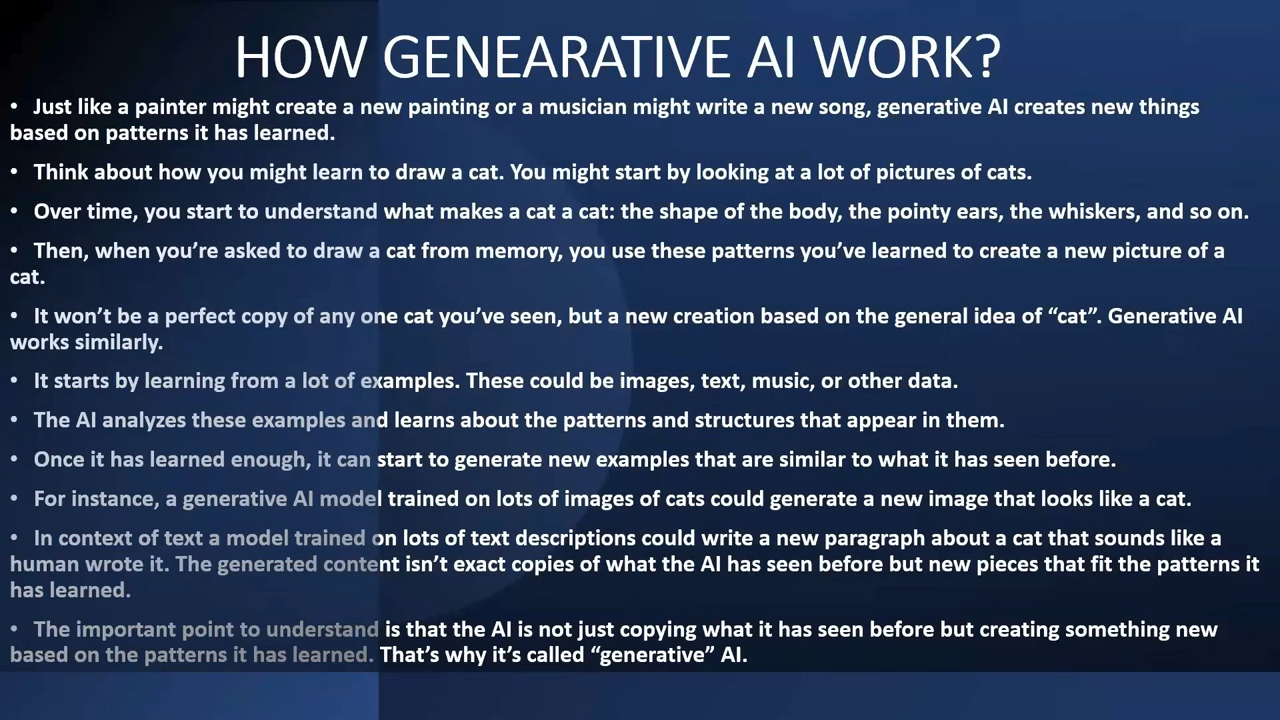 HOW GENEARATIVE AI WORK?
• Just like a painter might create a new painting or a musician might write a new song, generative AI creates new things
based on patterns it has learned.
• Think about how you might learn to draw a cat. You might start by looking at a lot of pictures of cats.
• Over time, you start to understand what makes a cat a cat: the shape of the body, the pointy ears, the whiskers, and so on.
• Then, when you’re asked to draw a cat from memory, you use these patterns you’ve learned to create a new picture of a
cat.
• It won’t be a perfect copy of any one cat you’ve seen, but a new creation based on the general idea of “cat”. Generative AI
works similarly.
• It starts by learning from a lot of examples. These could be images, text, music, or other data.
• The AI analyzes these examples and learns about the patterns and structures that appear in them.
• Once it has learned enough, it can start to generate new examples that are similar to what it has seen before.
• For instance, a generative AI model trained on lots of images of cats could generate a new image that looks like a cat.
• In context of text a model trained on lots of text descriptions could write a new paragraph about a cat that sounds like a
human wrote it. The generated content isn’t exact copies of what the AI has seen before but new pieces that fit the patterns it
has learned.
• The important point to understand is that the AI is not just copying what it has seen before but creating something new
based on the patterns it has learned. That’s why it’s called “generative” AI.